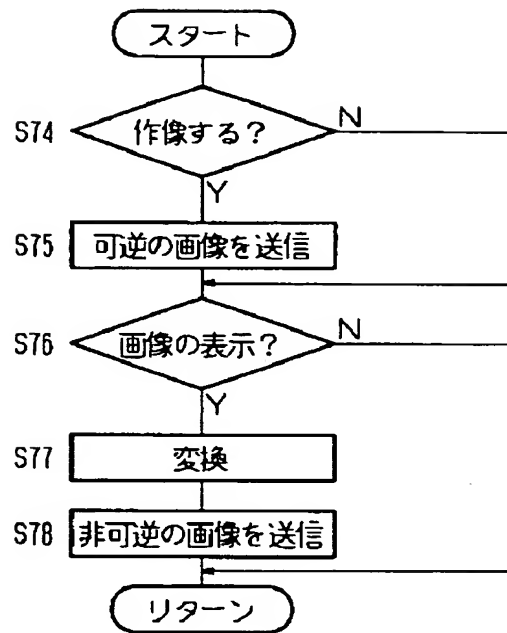 スタート
S74 作像する? N
Y
S75 可逆の画像を送信
S76 画像の表示? N
Y
S77 変換
S78 非可逆の画像を送信
リターン